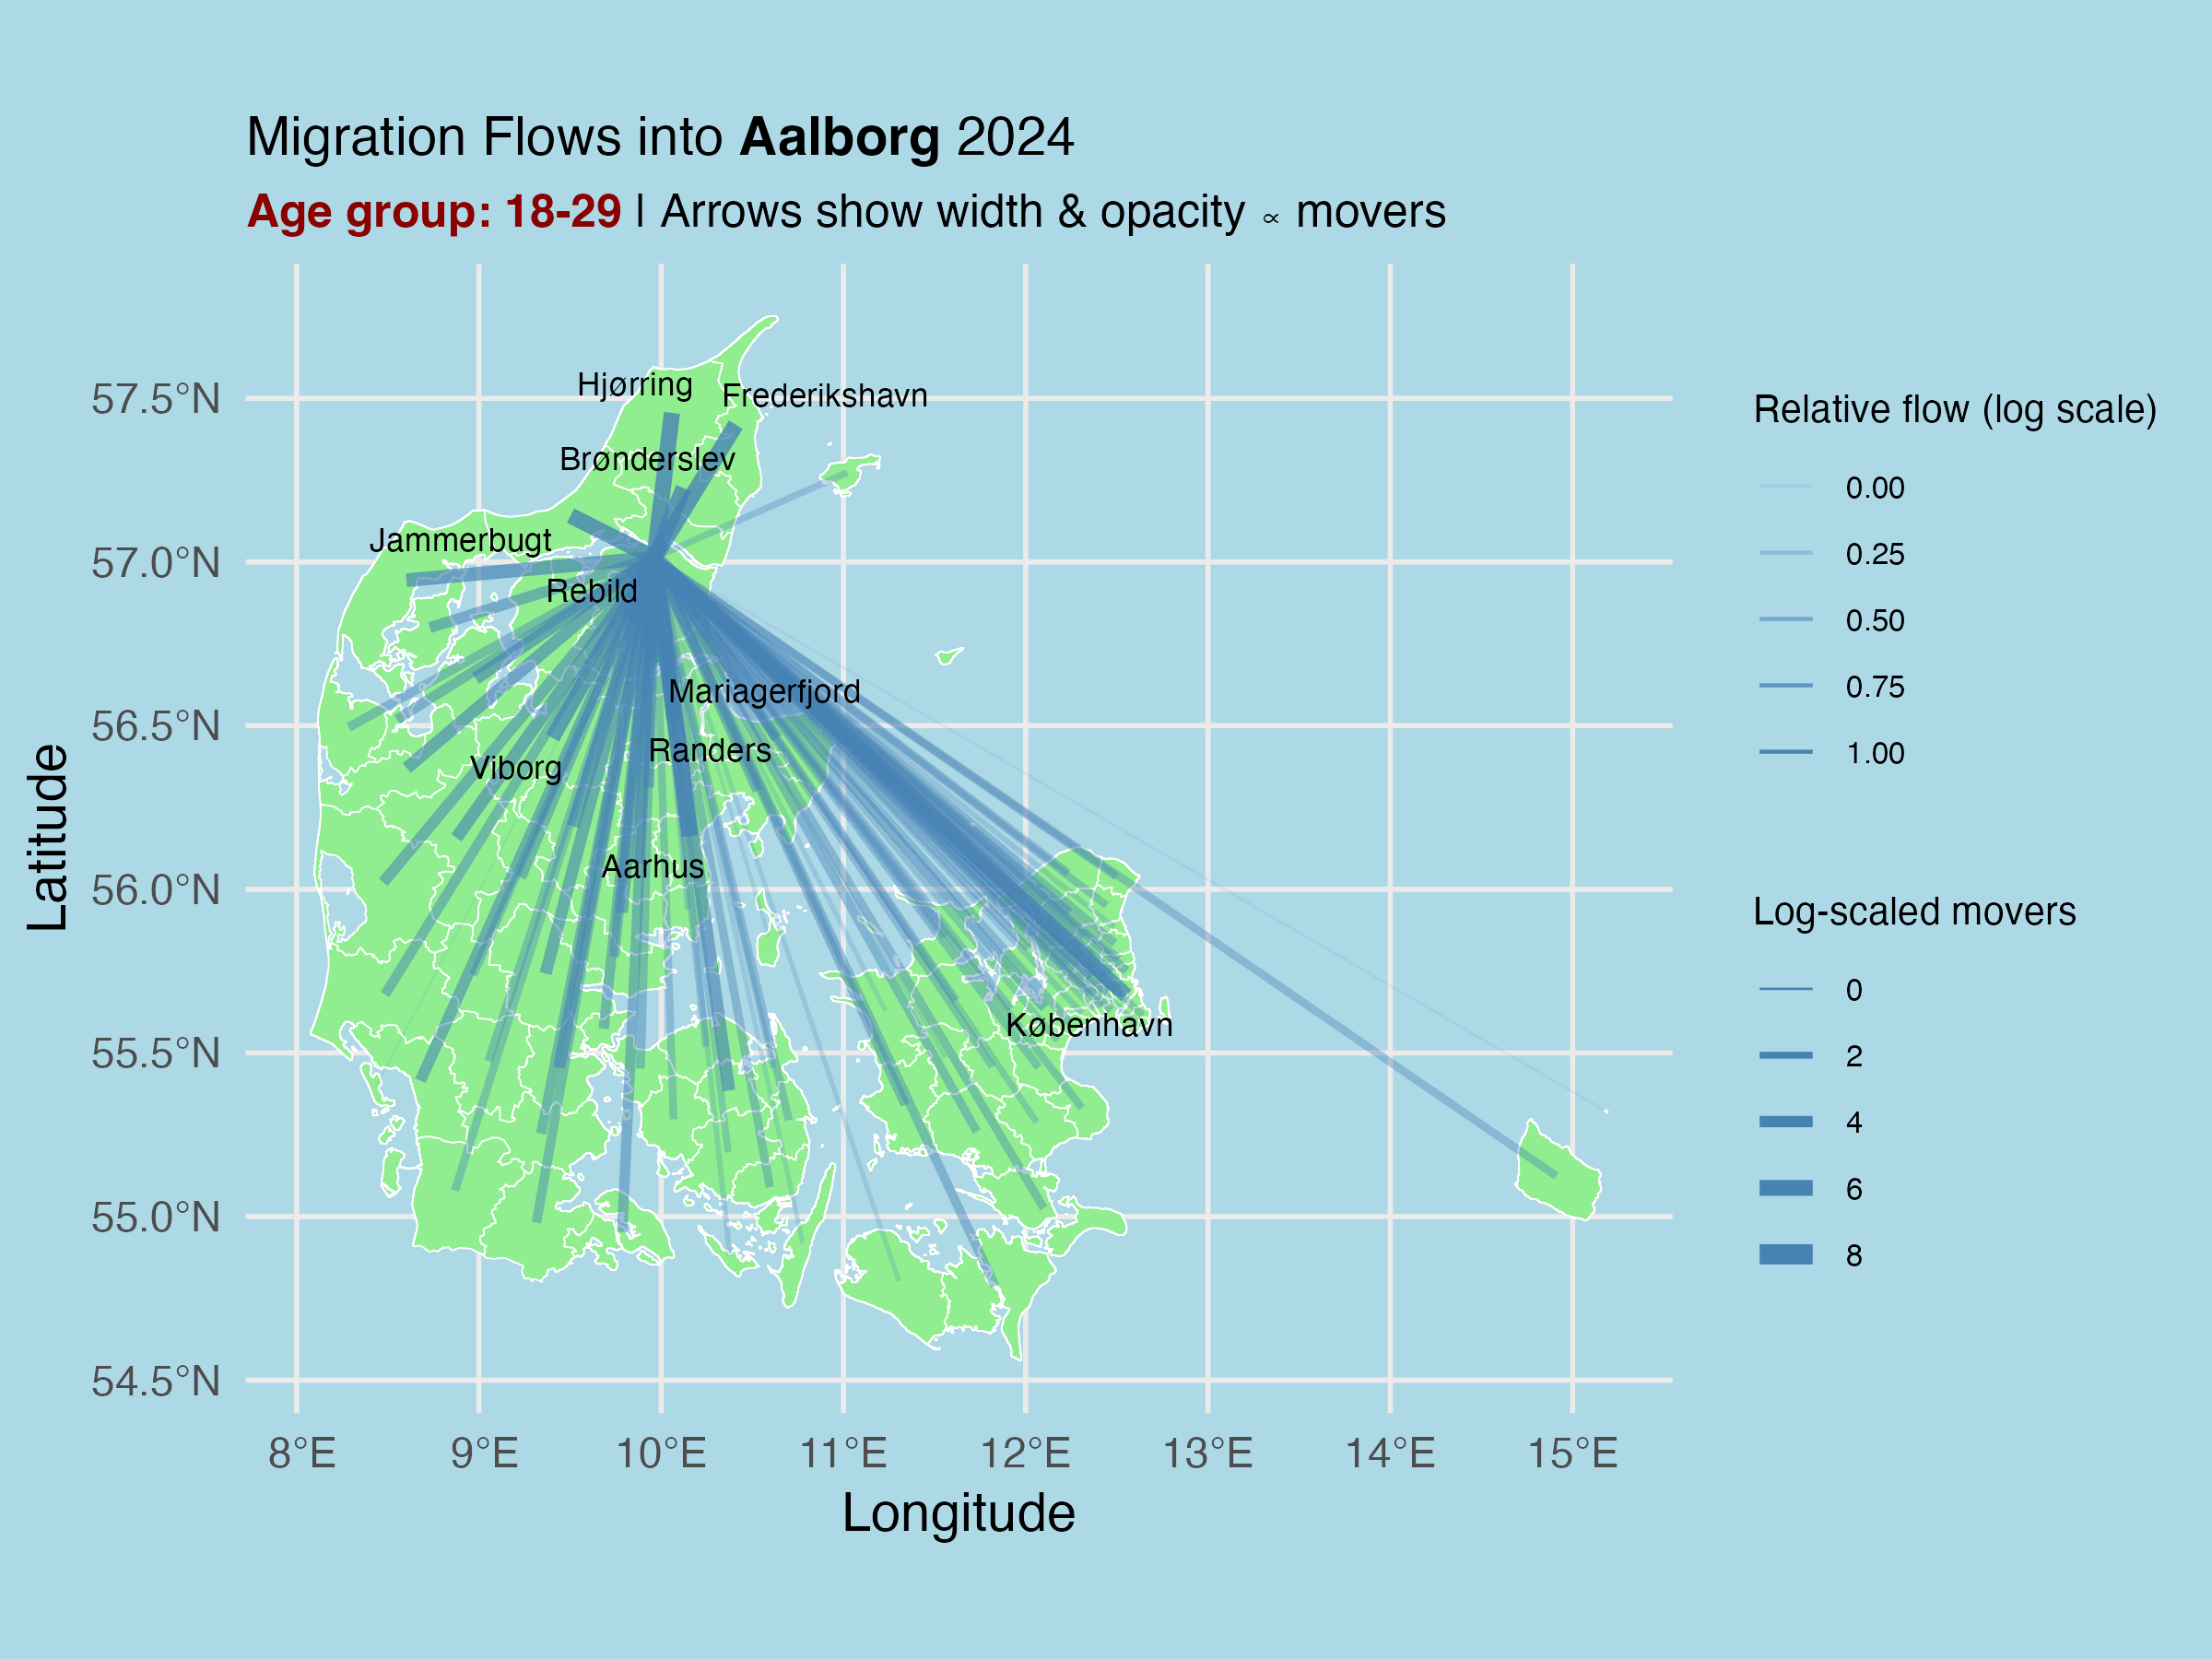 Migration Flows into Aalborg 2024
Age group: 18-29 | Arrows show width & opacity ∝ movers
Hjørring
Frederikshavn
Brønderslev
Jammerbugt
Rebild
Mariagerfjord
Randers
Viborg
Aarhus
København
57.5°N
57.0°N
56.5°N
56.0°N
55.5°N
55.0°N
54.5°N
Latitude
8°E 9°E 10°E 11°E 12°E 13°E 14°E 15°E
Longitude
Relative flow (log scale)
0.00
0.25
0.50
0.75
1.00
Log-scaled movers
0
2
4
6
8